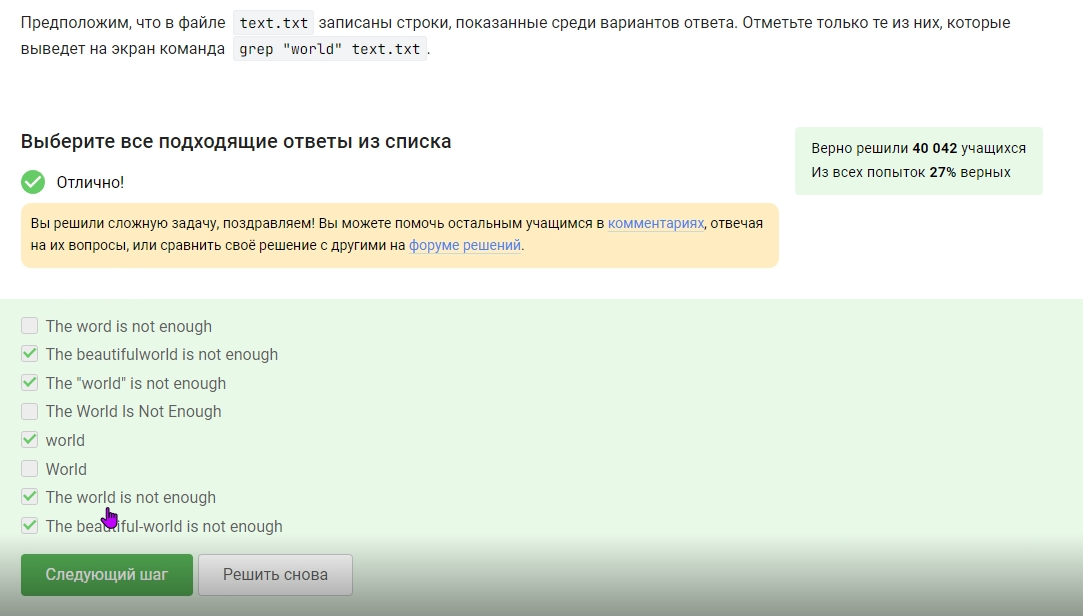 Предположим, что в файле text.txt записаны строки, показанные среди вариантов ответа. Отметьте только те из них, которые
выведет на экран команда grep "world" text.txt.
Выберите все подходящие ответы из списка
Отлично!
Вы решили сложную задачу, поздравляем! Вы можете помочь остальным учащимся в комментариях, отвечая
на их вопросы, или сравнить своё решение с другими на форуме решений.
Верно решили 40 042 учащихся
Из всех попыток 27% верных
The word is not enough
The beautifulworld is not enough
The "world" is not enough
The World Is Not Enough
world
World
The world is not enough
The beautiful-world is not enough
Следующий шаг
Решить снова